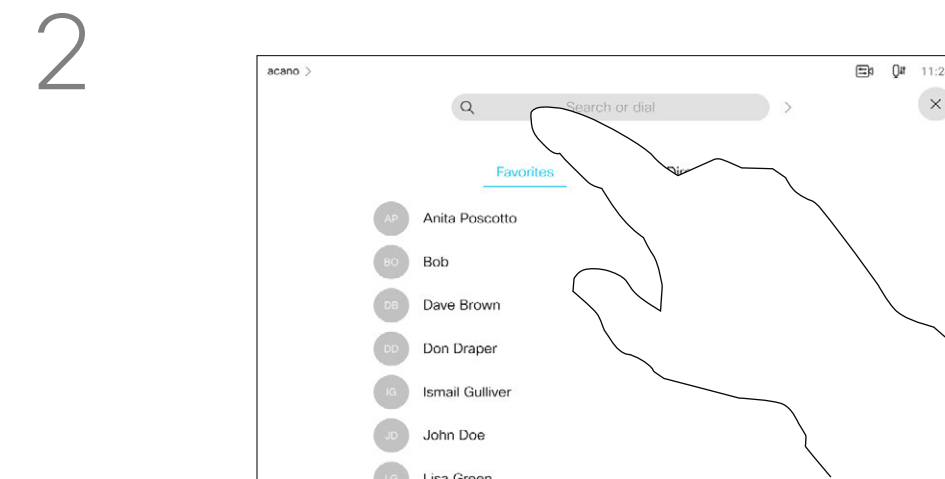 2
acano >
11:2
Search or dial
Favorites
AP Anita Poscotto
BO Bob
DB Dave Brown
DD Don Draper
IG Ismail Gulliver
JD John Doe
LG Lisa Green